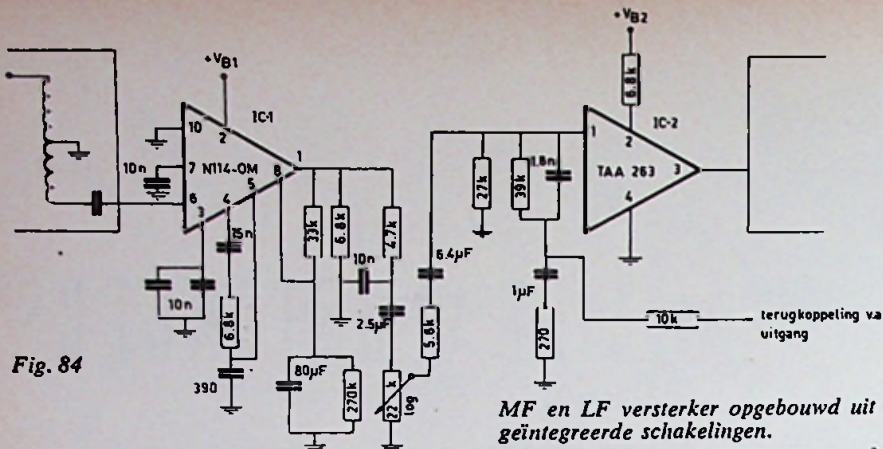 +VB1
+VB2
6.8k
IC-1
IC-2
10
2
1
7
8
6
5
4
3
N114-OM
10n
10n
15n
6.8k
390
33k
6.8k
4.7k
10n
2.5µF
80µF
270k
22k
log
6.4µF
5.6k
27k
39k
1.8n
1µF
270
10k
1
2
3
4
TAA 263
terugkoppeling v.a
uitgang
Fig. 84
MF en LF versterker opgebouwd uit
geïntegreerde schakelingen.